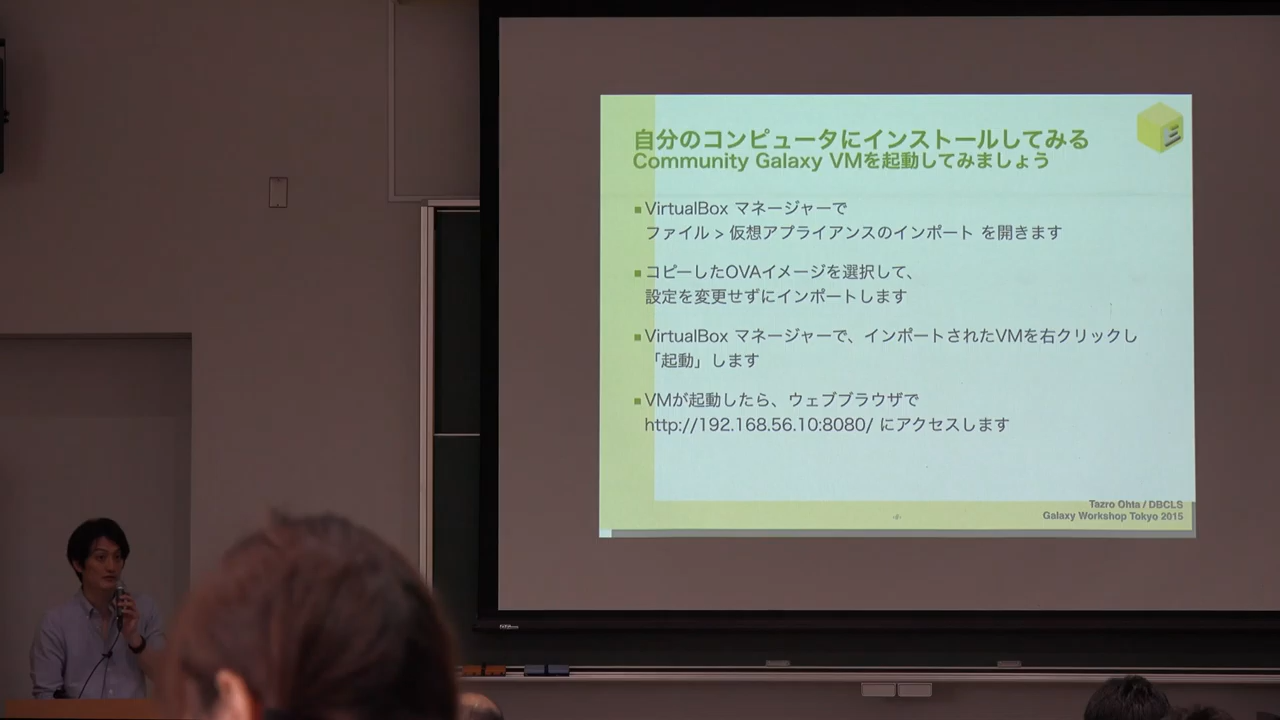 自分のコンピュータにインストールしてみる
Community Galaxy VMを起動してみましょう
VirtualBox マネージャーで
ファイル > 仮想アプライアンスのインポート を開きます
コピーしたOVAイメージを選択して、
設定を変更せずにインポートします
VirtualBox マネージャーで、インポートされたVMを右クリックし
「起動」します
VMが起動したら、ウェブブラウザで
http://192.168.56.10:8080/ にアクセスします
Tazro Ohta / DBCLS
Galaxy Workshop Tokyo 2015